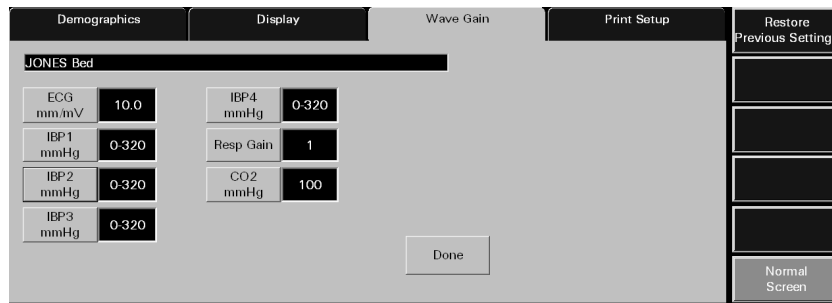 Demographics
Display
Wave Gain
Print Setup
Restore
Previous Setting
JONES Bed
ECG
mm/mV
10.0
IBP4
mmHg
0-320
IBP1
mmHg
0-320
Resp Gain
1
IBP2
mmHg
0-320
CO2
mmHg
100
IBP3
mmHg
0-320
Done
Normal
Screen